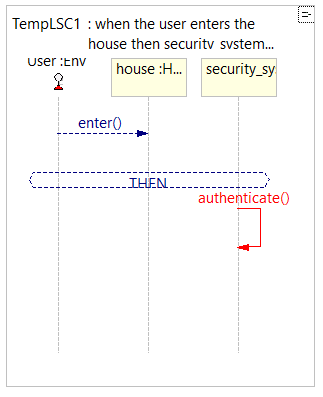 TempLSC1 : when the user enters the
house then security system...
User :Env
house :H...
security_sy
enter()
THEN
authenticate()